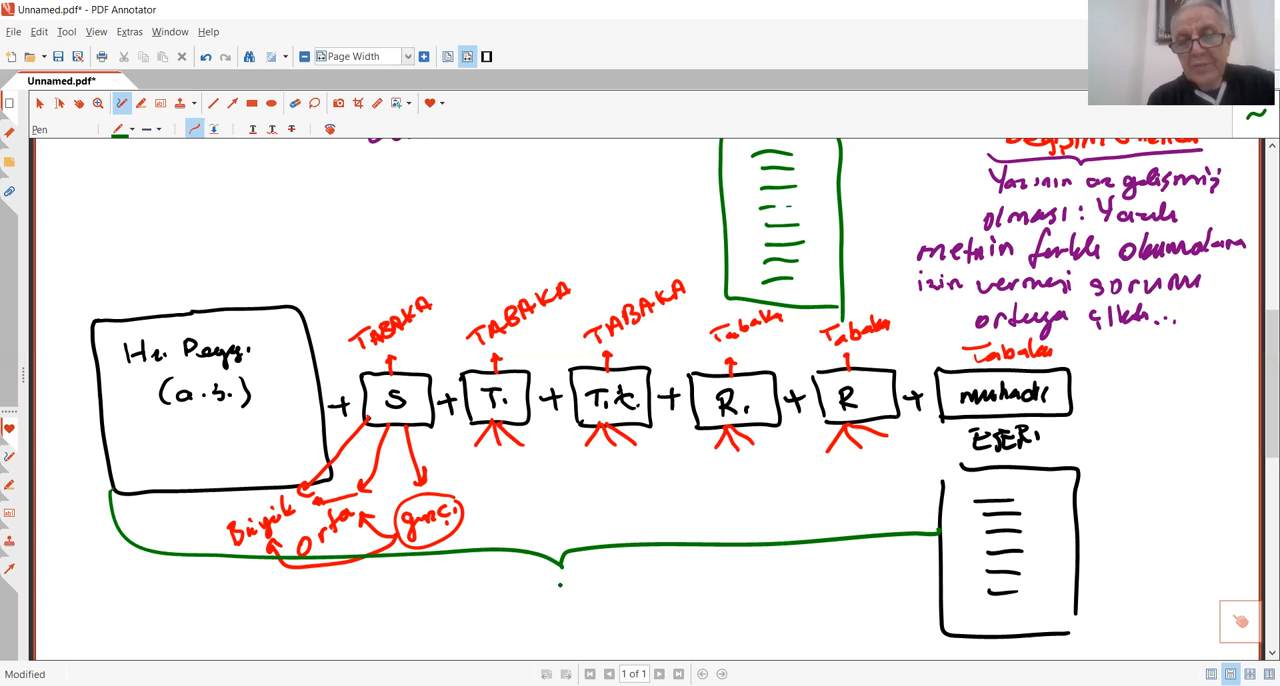 Unnamed.pdf* - PDF Annotator
File Edit Tool View Extras Window Help
Page Width
Unnamed.pdf*
Pen
Yazının az gelişmiş
olması : Yazılı
metnin farklı okumalara
izin vermesi sorunu
ortaya çıktı...
TABAKA TABAKA TABAKA Tabaka Tabaka Tabaka
Hz. Peyg.
(a.s.)
+ S + T. + T.t. + R. + R + muhaddis
ESERİ
Büyük Orta genç
Modified
1 of 1